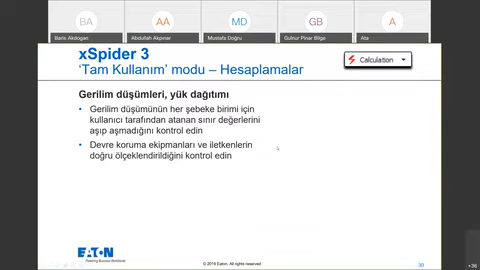 BA
AA
MD
GB
A
Baris Akdogan
Abdullah Akpınar
Mustafa Doğru
Gulnur Pinar Bilge
Ata
xSpider 3
‘Tam Kullanım’ modu – Hesaplamalar
Calculation
Gerilim düşümleri, yük dağıtımı
• Gerilim düşümünün her şebeke birimi için
kullanıcı tarafından atanan sınır değerlerini
aşıp aşmadığını kontrol edin
• Devre koruma ekipmanları ve iletkenlerin
doğru ölçeklendirildiğini kontrol edin
EATON
Powering Business Worldwide
© 2019 Eaton. All rights reserved
30
+36